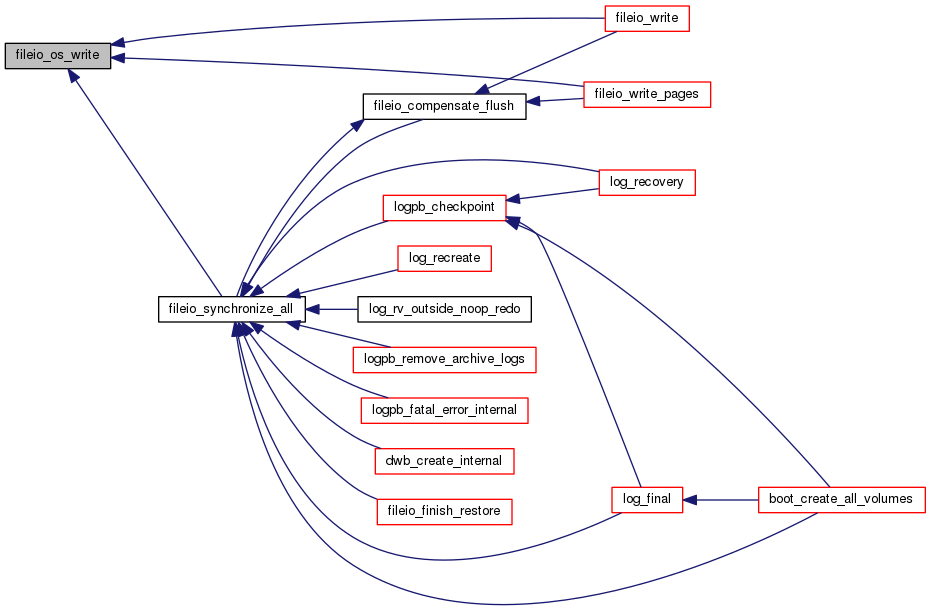 fileio_write
fileio_os_write
fileio_write_pages
fileio_compensate_flush
log_recovery
logpb_checkpoint
log_recreate
fileio_synchronize_all
log_rv_outside_noop_redo
logpb_remove_archive_logs
logpb_fatal_error_internal
dwb_create_internal
log_final
boot_create_all_volumes
fileio_finish_restore